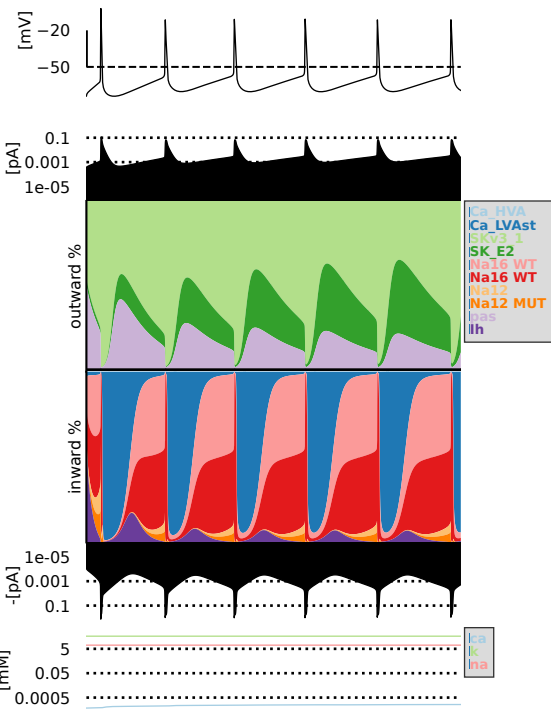 [mV]
−20
−50
[pA]
0.1
0.001
1e-05
outward %
Ca_HVA
Ca_LVAst
SKv3_1
SK_E2
Na16 WT
Na16 WT
Na12
Na12 MUT
pas
Ih
inward %
-[pA]
1e-05
0.001
0.1
[mM]
5
0.05
0.0005
ca
k
na